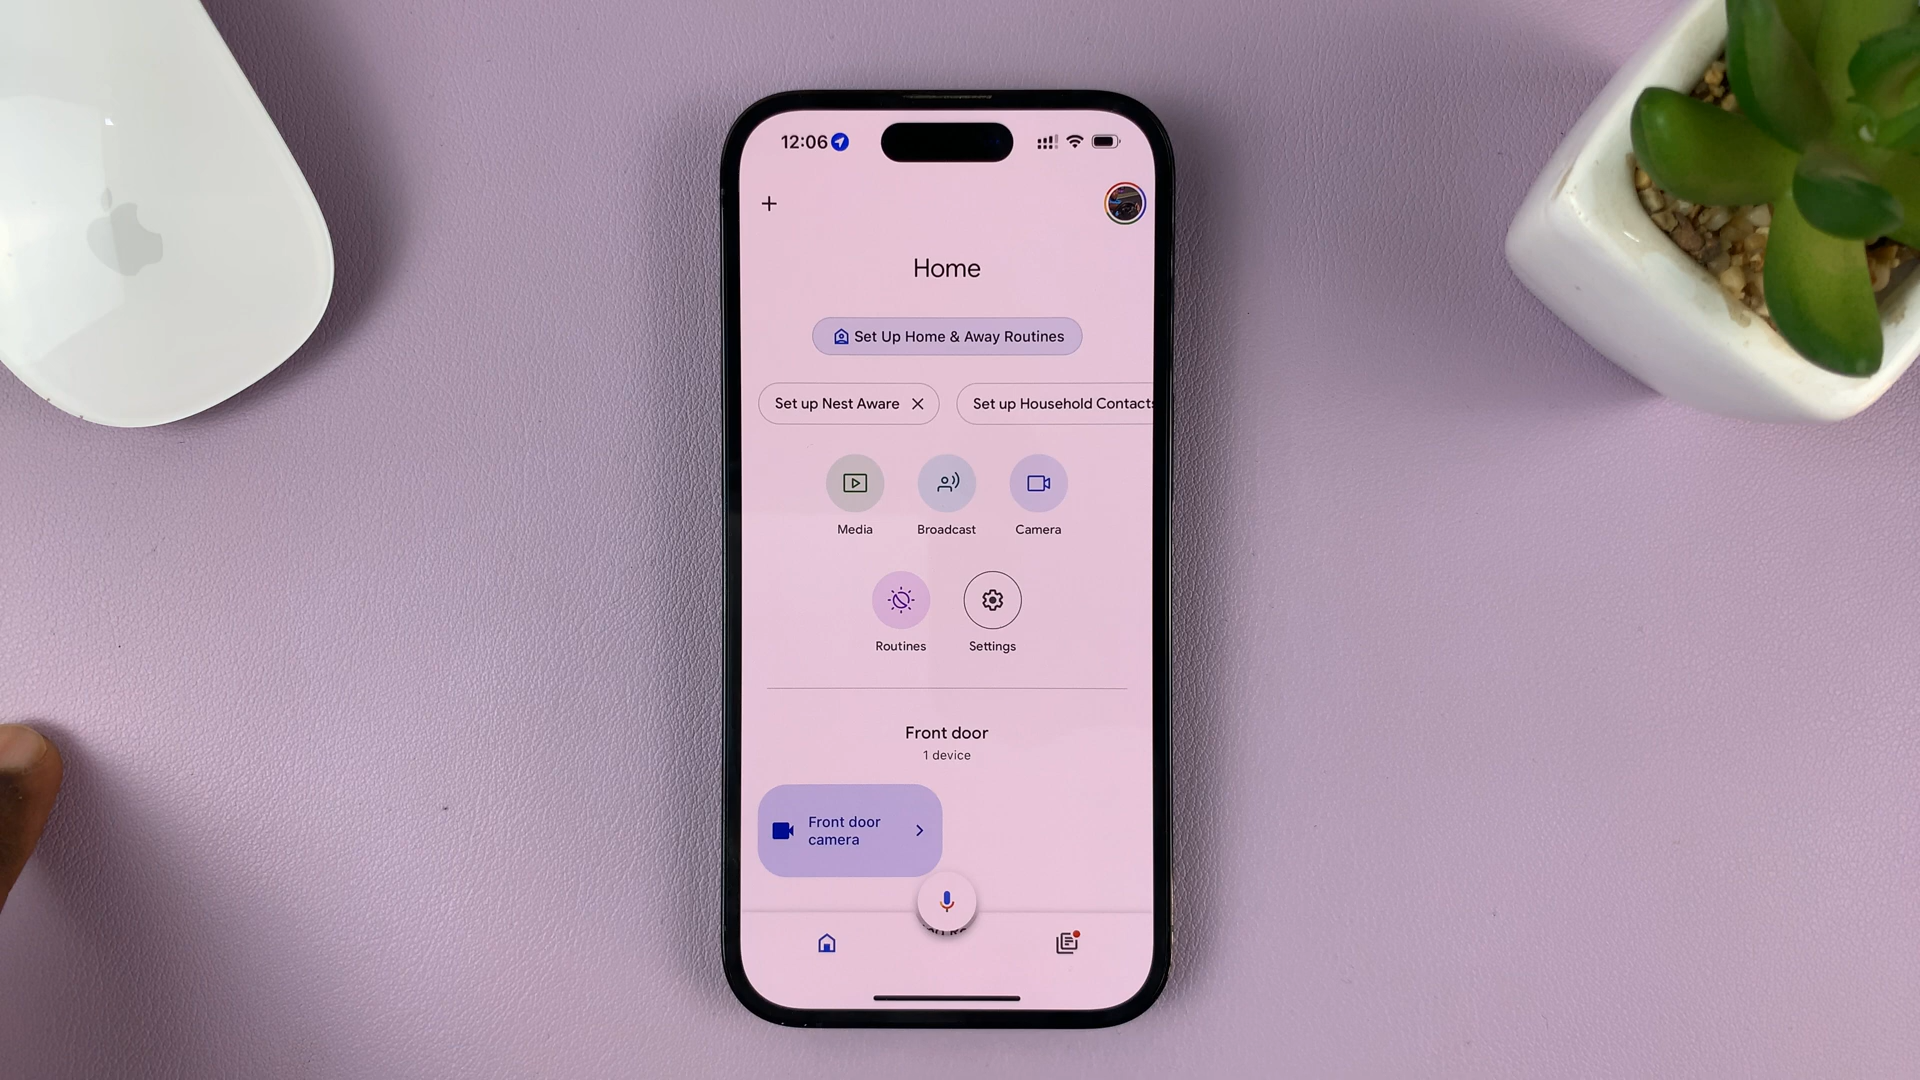 12:06
Home
Set Up Home & Away Routines
Set up Nest Aware
Set up Household Contacts
Media
Broadcast
Camera
Routines
Settings
Front door
1 device
Front door
camera